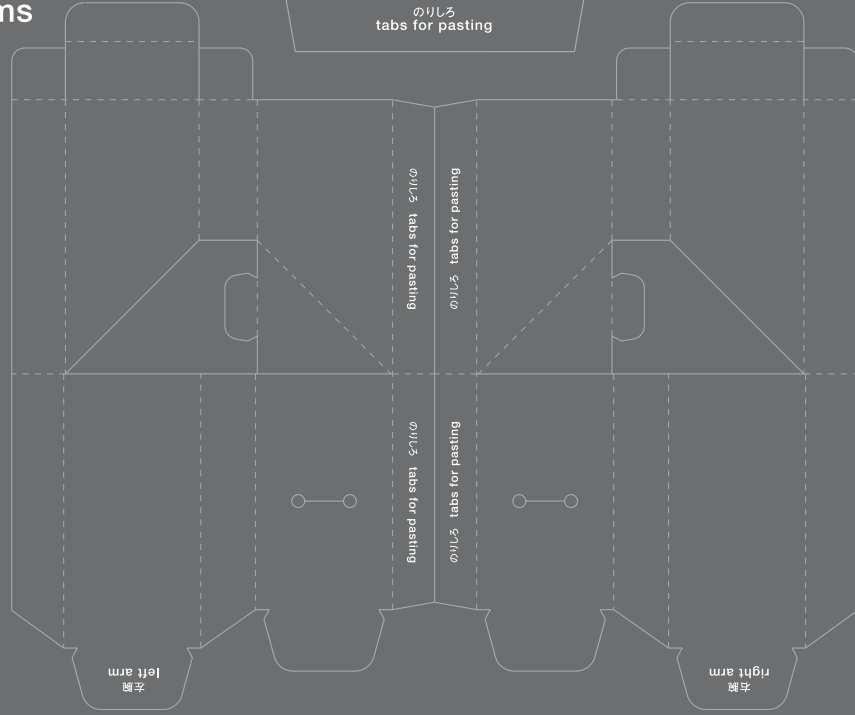 ms
のりしろ
tabs for pasting
のりしろ tabs for pasting
のりしろ tabs for pasting
のりしろ tabs for pasting
のりしろ tabs for pasting
left arm
左腕
right arm
右腕